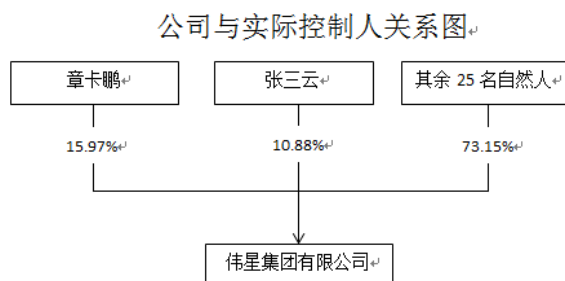 公司与实际控制人关系图
章卡鹏
张三云
其余 25 名自然人
15.97%
10.88%
73.15%
伟星集团有限公司